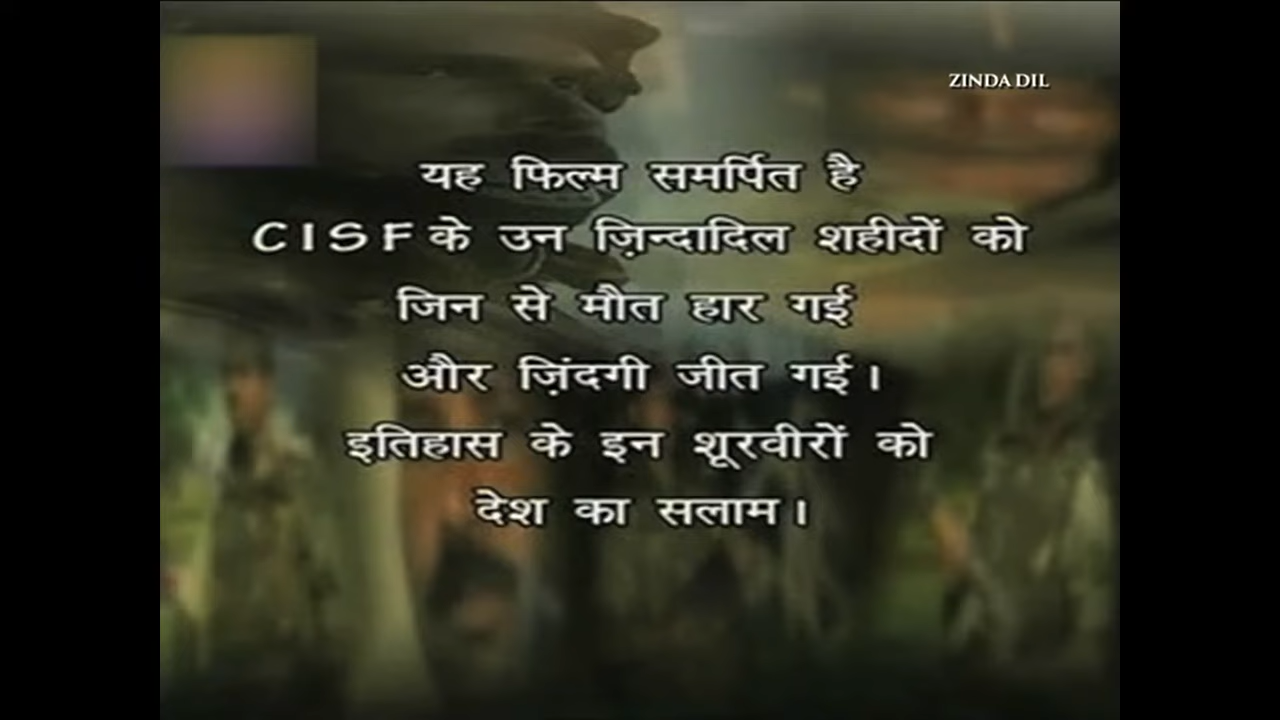 ZINDA DIL
यह फिल्म समर्पित है
CISF के उन ज़िन्दादिल शहीदों को
जिन से मौत हार गई
और ज़िंदगी जीत गई।
इतिहास के इन शूरवीरों को
देश का सलाम।